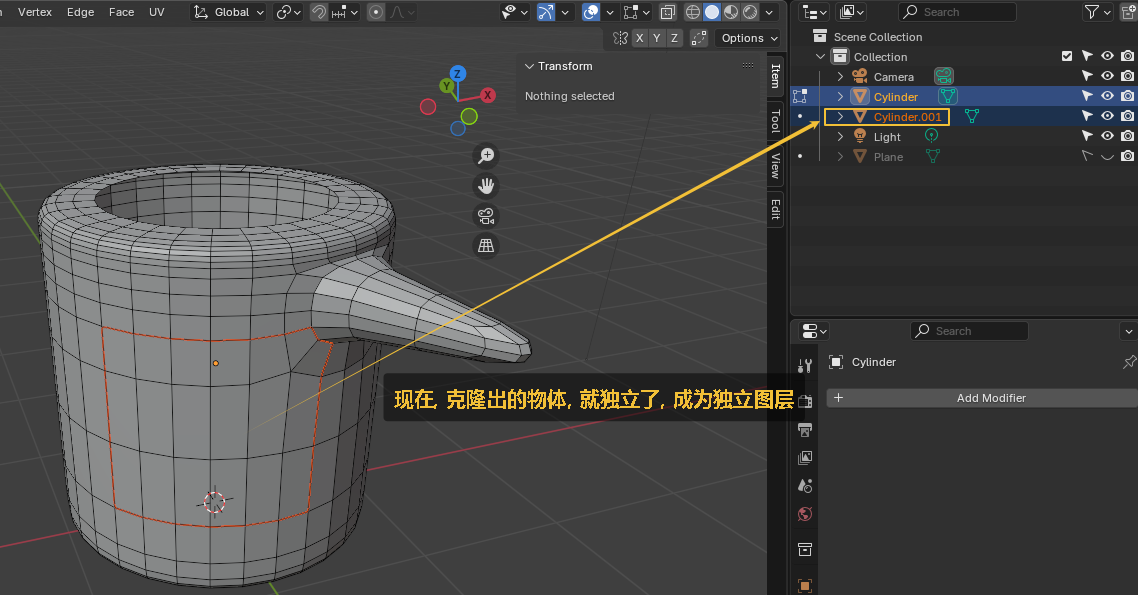 Vertex Edge Face UV Global
X Y Z Options
Transform
Nothing selected
Item
Tool
View
Edit
Z
Y
X
Search
Scene Collection
Collection
Camera
Cylinder
Cylinder.001
Light
Plane
现在, 克隆出的物体, 就独立了, 成为独立图层
Search
Cylinder
Add Modifier